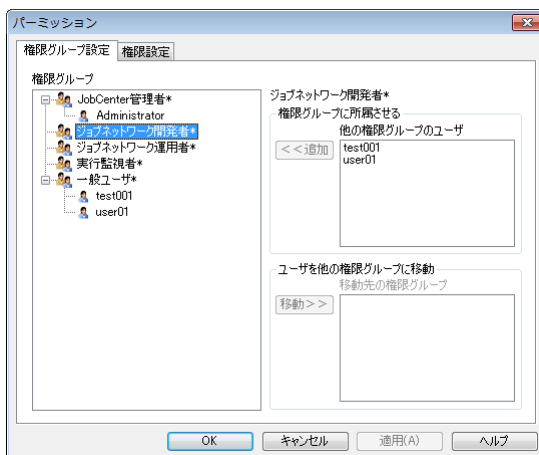 パーミッション
権限グループ設定 権限設定
権限グループ
JobCenter管理者*
Administrator
ジョブネットワーク開発者*
ジョブネットワーク運用者*
実行監視者*
一般ユーザ*
test001
user01
ジョブネットワーク開発者*
権限グループに所属させる
他の権限グループのユーザ
<<追加
test001
user01
ユーザを他の権限グループに移動
移動先の権限グループ
移動>>
OK キャンセル 適用(A) ヘルプ